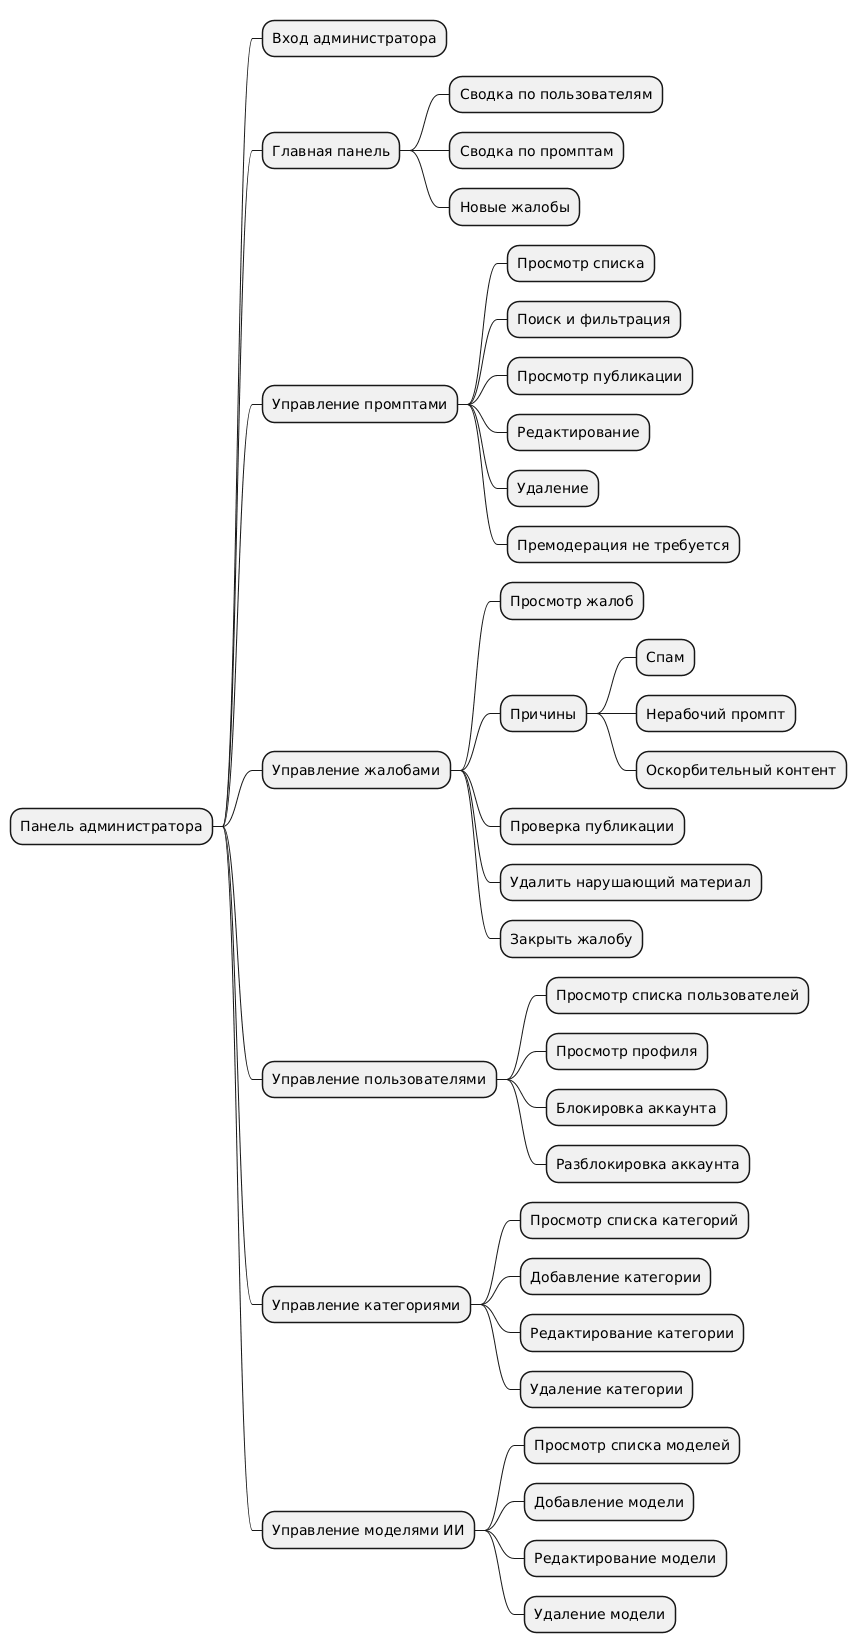 Панель администратора
Вход администратора
Главная панель
Сводка по пользователям
Сводка по промптам
Новые жалобы
Управление промптами
Просмотр списка
Поиск и фильтрация
Просмотр публикации
Редактирование
Удаление
Премодерация не требуется
Управление жалобами
Просмотр жалоб
Причины
Спам
Нерабочий промпт
Оскорбительный контент
Проверка публикации
Удалить нарушающий материал
Закрыть жалобу
Управление пользователями
Просмотр списка пользователей
Просмотр профиля
Блокировка аккаунта
Разблокировка аккаунта
Управление категориями
Просмотр списка категорий
Добавление категории
Редактирование категории
Удаление категории
Управление моделями ИИ
Просмотр списка моделей
Добавление модели
Редактирование модели
Удаление модели